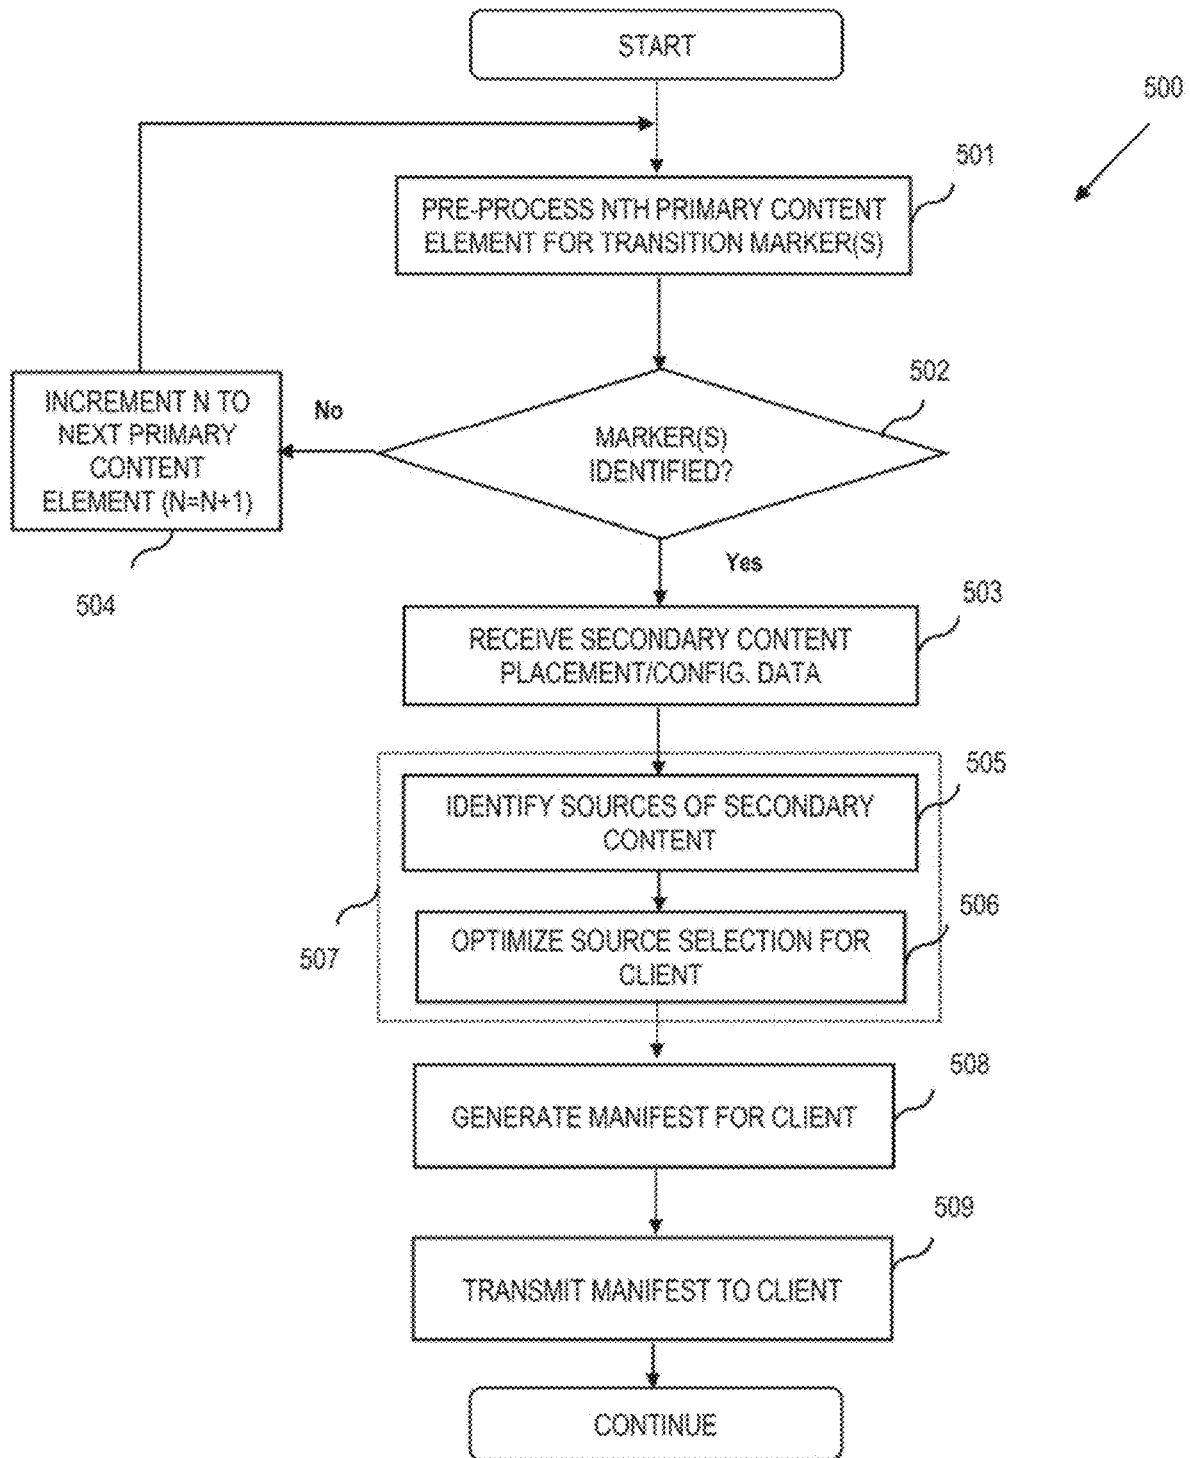 START
500
501
PRE-PROCESS NTH PRIMARY CONTENT
ELEMENT FOR TRANSITION MARKER(S)
502
INCREMENT N TO
NEXT PRIMARY
CONTENT
ELEMENT (N=N+1)
No
MARKER(S)
IDENTIFIED?
504
Yes
503
RECEIVE SECONDARY CONTENT
PLACEMENT/CONFIG. DATA
505
IDENTIFY SOURCES OF SECONDARY
CONTENT
506
OPTIMIZE SOURCE SELECTION FOR
CLIENT
507
508
GENERATE MANIFEST FOR CLIENT
509
TRANSMIT MANIFEST TO CLIENT
CONTINUE